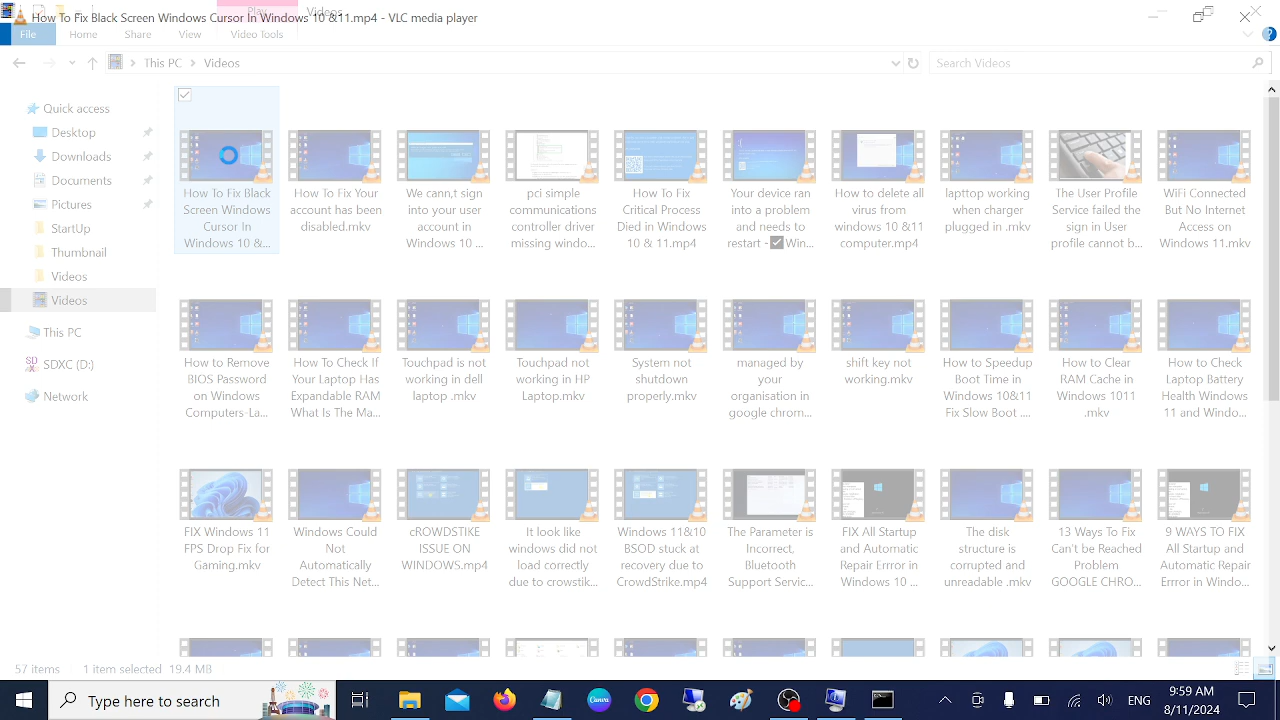 How To Fix Black Screen Windows Cursor In Windows 10 &11.mp4 - VLC media player
Play
Videos
File
Home
Share
View
Video Tools
This PC
Videos
Search Videos
Quick access
Desktop
Downloads
Documents
Pictures
StartUp
Thumbnail
Videos
Videos
This PC
SDXC (D:)
Network
How To Fix Black
Screen Windows
Cursor In
Windows 10 &...
How To Fix Your
account has been
disabled.mkv
We cann,t sign
into your user
account in
Windows 10 ...
pci simple
communications
controller driver
missing windo...
How To Fix
Critical Process
Died in Windows
10 & 11.mp4
Your device ran
into a problem
and needs to
restart -✅Win...
How to delete all
virus from
windows 10 &11
computer.mp4
lapttop working
when charger
plugged in .mkv
The User Profile
Service failed the
sign in User
profile cannot b...
WiFi Connected
But No Internet
Access on
Windows 11.mkv
How to Remove
BIOS Password
on Windows
Computers-La...
How To Check If
Your Laptop Has
Expandable RAM
What Is The Ma...
Touchpad is not
working in dell
laptop .mkv
Touchpad not
working in HP
Laptop.mkv
System not
shutdown
properly.mkv
managed by
your
organisation in
google chrom...
shift key not
working.mkv
How to Speedup
Boot Time in
Windows 10&11
Fix Slow Boot ....
How to Clear
RAM Cache in
Windows 1011
.mkv
How to Check
Laptop Battery
Health Windows
11 and Windo...
FIX Windows 11
FPS Drop Fix for
Gaming.mkv
Windows Could
Not
Automatically
Detect This Net...
cROWDSTIKE
ISSUE ON
WINDOWS.mp4
It look like
windows did not
load correctly
due to crowstik...
Windows 11&10
BSOD stuck at
recovery due to
CrowdStrike.mp4
The Parameter is
Incorrect,
Bluetooth
Support Servic...
FIX All Startup
and Automatic
Repair Error in
Windows 10 ...
The disk
structure is
corrupted and
unreadable .mkv
13 Ways To Fix
Can't be Reached
Problem
GOOGLE CHRO...
9 WAYS TO FIX
All Startup and
Automatic Repair
Error in Windo...
57 items
1 item selected
19.4 MB
Type here to search
ENG
9:59 AM
8/11/2024